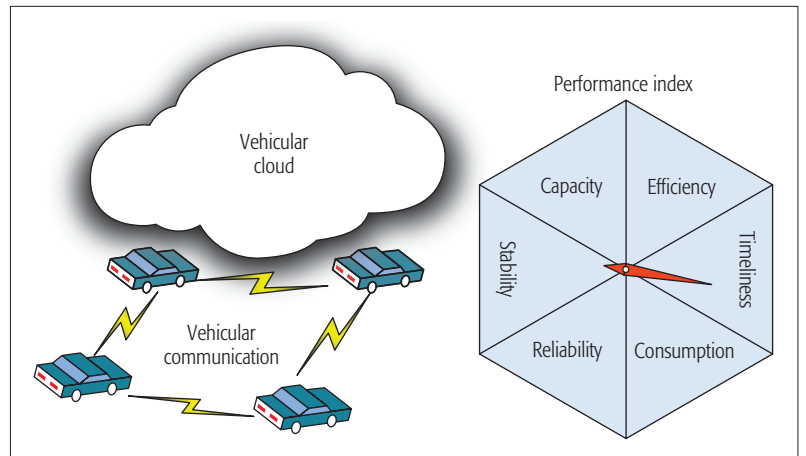 Vehicular
cloud
Vehicular
communication
Performance index
Capacity
Efficiency
Stability
Timeliness
Reliability
Consumption